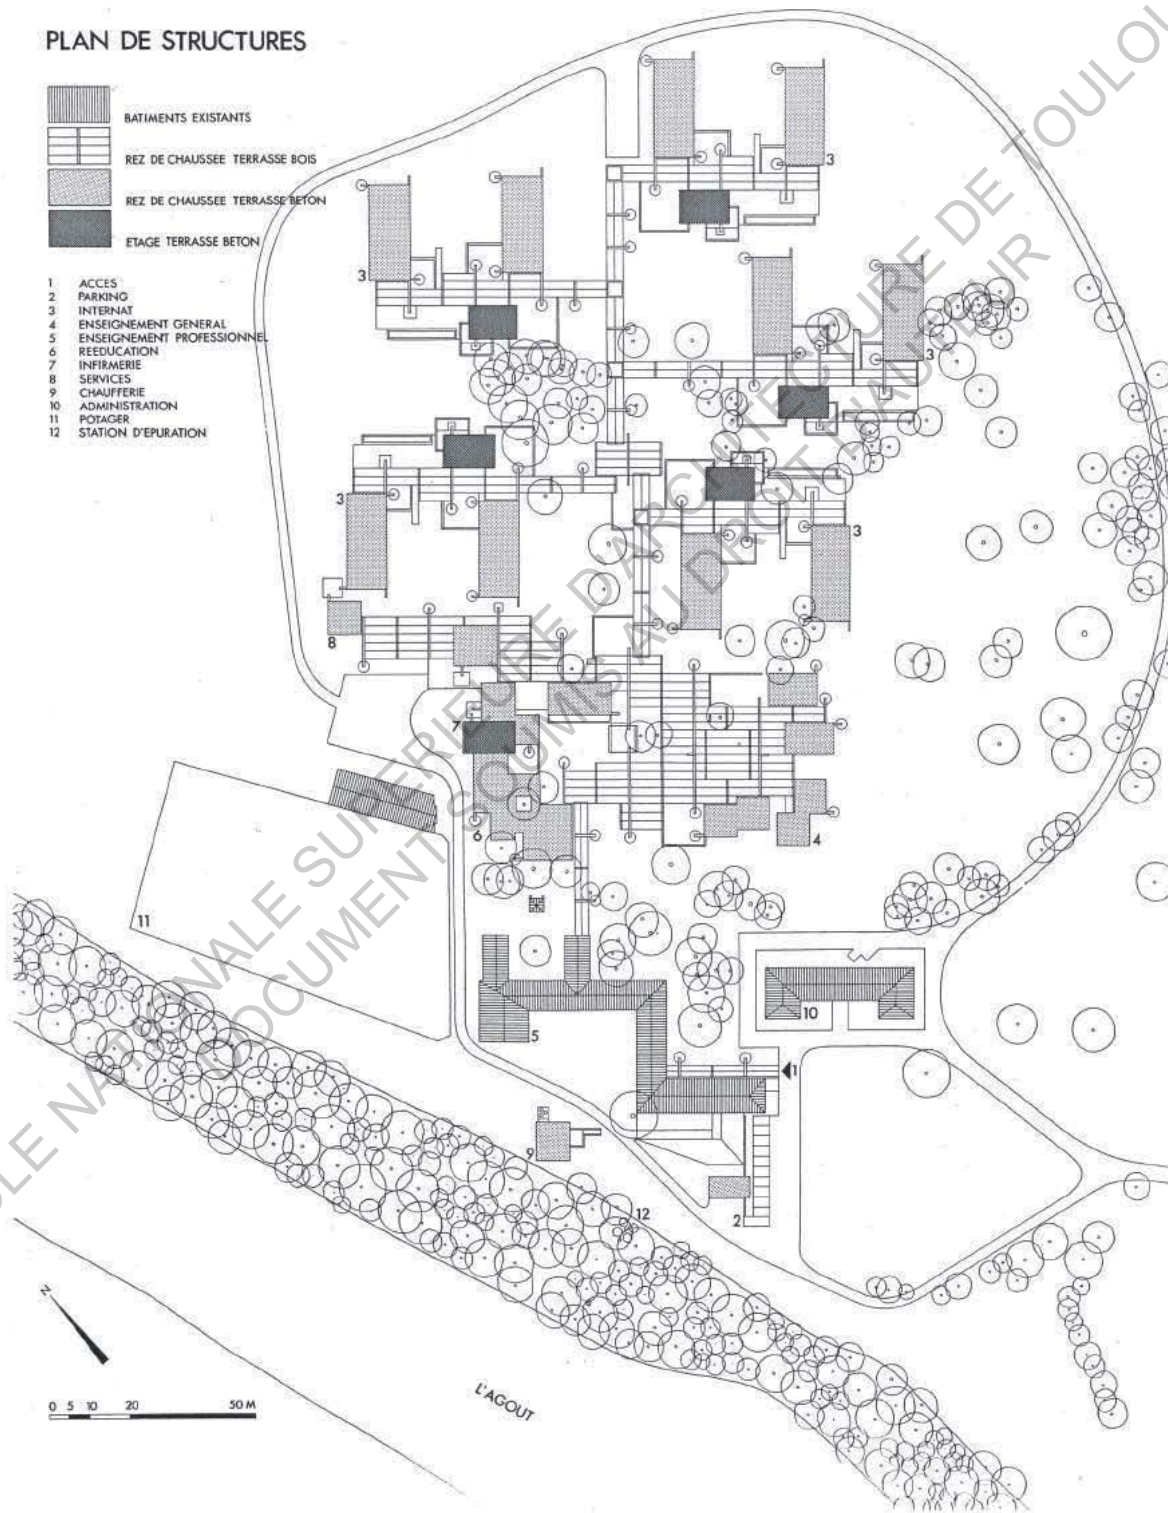 PLAN DE STRUCTURES
BATIMENTS EXISTANTS
REZ DE CHAUSSEE TERRASSE BOIS
REZ DE CHAUSSEE TERRASSE BETON
ETAGE TERRASSE BETON
1 ACCES
2 PARKING
3 INTERNAT
4 ENSEIGNEMENT GENERAL
5 ENSEIGNEMENT PROFESSIONNEL
6 REEDUCATION
7 INFIRMERIE
8 SERVICES
9 CHAUFFERIE
10 ADMINISTRATION
11 POTAGER
12 STATION D'EPURATION
3
3
3
3
3
8
7
6
4
11
5
10
1
9
12
2
N
0 5 10 20 50 M
L'AGOUT
NATIONALE SUPERIEURE D'ARCHITECTURE DE
DOCUMENT SOUMIS AU DROIT D'AUTEUR